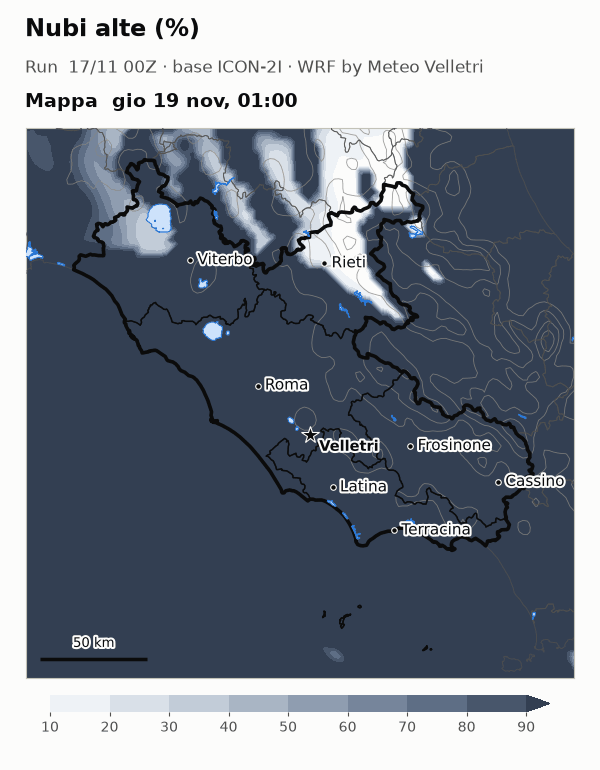 Nubi alte (%)
Run  17/11 00Z · base ICON-2I · WRF by Meteo Velletri
Mappa  gio 19 nov, 01:00
Viterbo
Rieti
Roma
Velletri
Frosinone
Latina
Cassino
Terracina
50 km
10 20 30 40 50 60 70 80 90